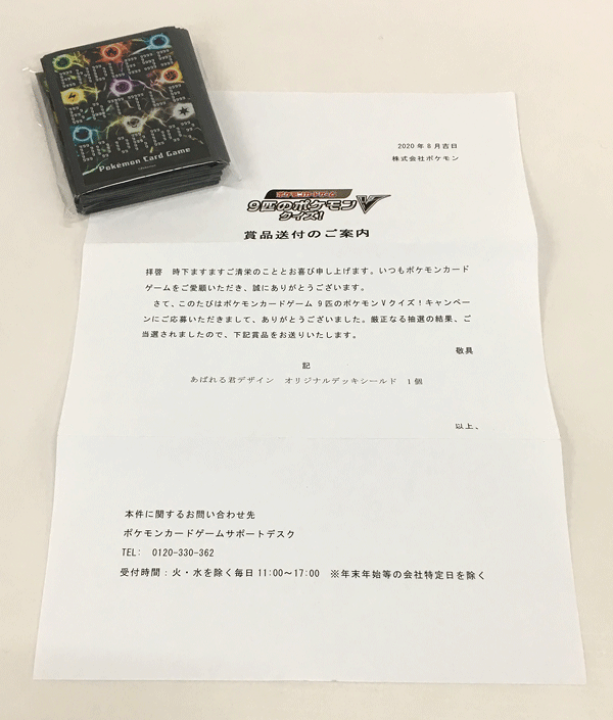 ENDLESS
BATTLE
Pokémon Card Game
2020年8月吉日
株式会社ポケモン
ポケモンカードゲーム
9匹のポケモンV
クイズ!
賞品送付のご案内
拝啓 時下ますますご清栄のこととお喜び申し上げます。いつもポケモンカード
ゲームをご愛顧いただき、誠にありがとうございます。
さて、このたびはポケモンカードゲーム 9匹のポケモンVクイズ!キャンペー
ンにご応募いただきまして、ありがとうございました。厳正なる抽選の結果、ご
当選されましたので、下記賞品をお送りいたします。
敬具
記
あばれる君デザイン オリジナルデッキシールド 1個
以上、
本件に関するお問い合わせ先
ポケモンカードゲームサポートデスク
TEL: 0120-330-362
受付時間:火・水を除く毎日11:00~17:00 ※年末年始等の会社特定日を除く